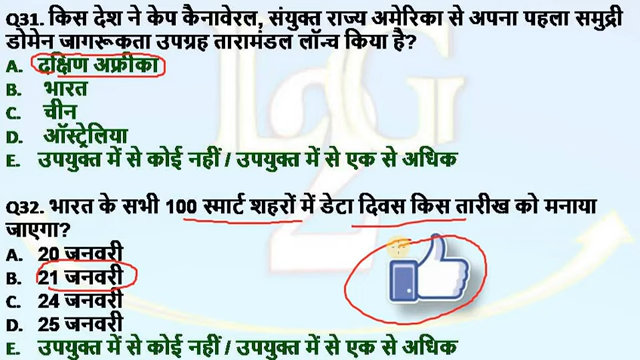 Q31. किस देश ने केप कैनावेरल, संयुक्त राज्य अमेरिका से अपना पहला समुद्री
डोमेन जागरूकता उपग्रह तारामंडल लॉन्च किया है?
A. दक्षिण अफ्रीका
B. भारत
C. चीन
D. ऑस्ट्रेलिया
E. उपयुक्त में से कोई नहीं / उपयुक्त में से एक से अधिक
Q32. भारत के सभी 100 स्मार्ट शहरों में डेटा दिवस किस तारीख को मनाया
जाएगा?
A. 20 जनवरी
B. 21 जनवरी
C. 24 जनवरी
D. 25 जनवरी
E. उपयुक्त में से कोई नहीं / उपयुक्त में से एक से अधिक